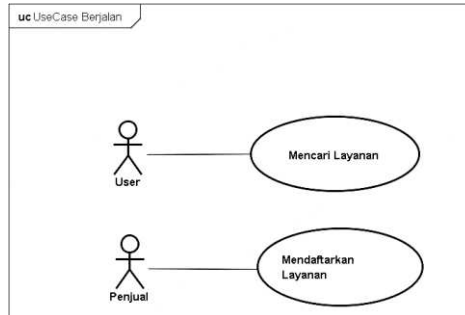 uc UseCase Berjalan
Mencari Layanan
User
Mendaftarkan
Layanan
Penjual